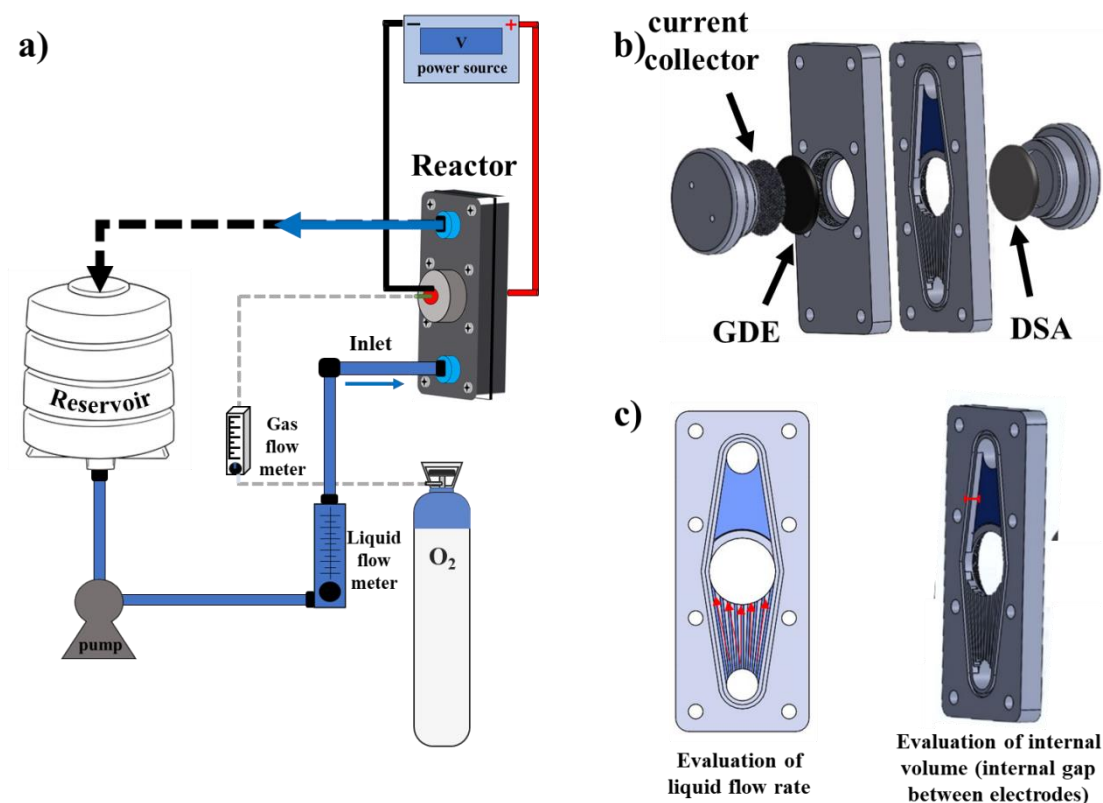 a)
−
+
V
power source
Reactor
Inlet
Reservoir
Gas
flow
meter
Liquid
flow
meter
O₂
pump
b)
current
collector
GDE
DSA
c)
Evaluation of
liquid flow rate
Evaluation of internal
volume (internal gap
between electrodes)